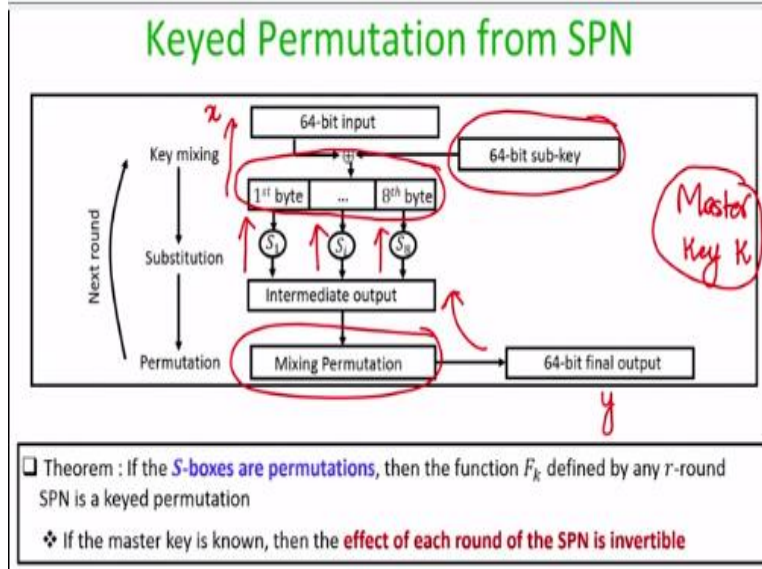 Keyed Permutation from SPN
x
64-bit input
Key mixing
⊕
64-bit sub-key
1st byte ... 8th byte
Master
Key K
Next round
Substitution
S1 Si S8
Intermediate output
Permutation
Mixing Permutation
64-bit final output
y
❑ Theorem : If the S-boxes are permutations, then the function Fk defined by any r-round
SPN is a keyed permutation
❖ If the master key is known, then the effect of each round of the SPN is invertible